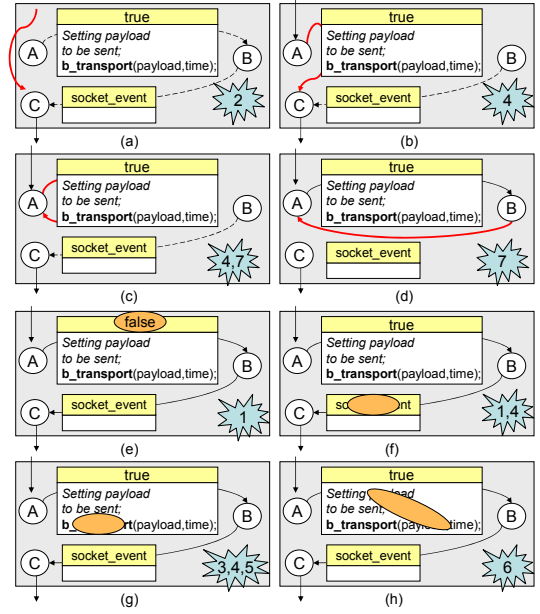 true
Setting payload
to be sent;
b_transport(payload,time);
A
B
C
socket_event
2
(a)
true
Setting payload
to be sent;
b_transport(payload,time);
A
B
C
socket_event
4
(b)
true
Setting payload
to be sent;
b_transport(payload,time);
A
B
C
socket_event
4,7
(c)
true
Setting payload
to be sent;
b_transport(payload,time);
A
B
C
socket_event
7
(d)
false
Setting payload
to be sent;
b_transport(payload,time);
A
B
C
socket_event
1
(e)
true
Setting payload
to be sent;
b_transport(payload,time);
A
B
C
1,4
(f)
true
Setting payload
to be sent;
(payload,time);
A
B
C
socket_event
3,4,5
(g)
true
Setting
to be sent;
A
B
C
socket_event
6
(h)